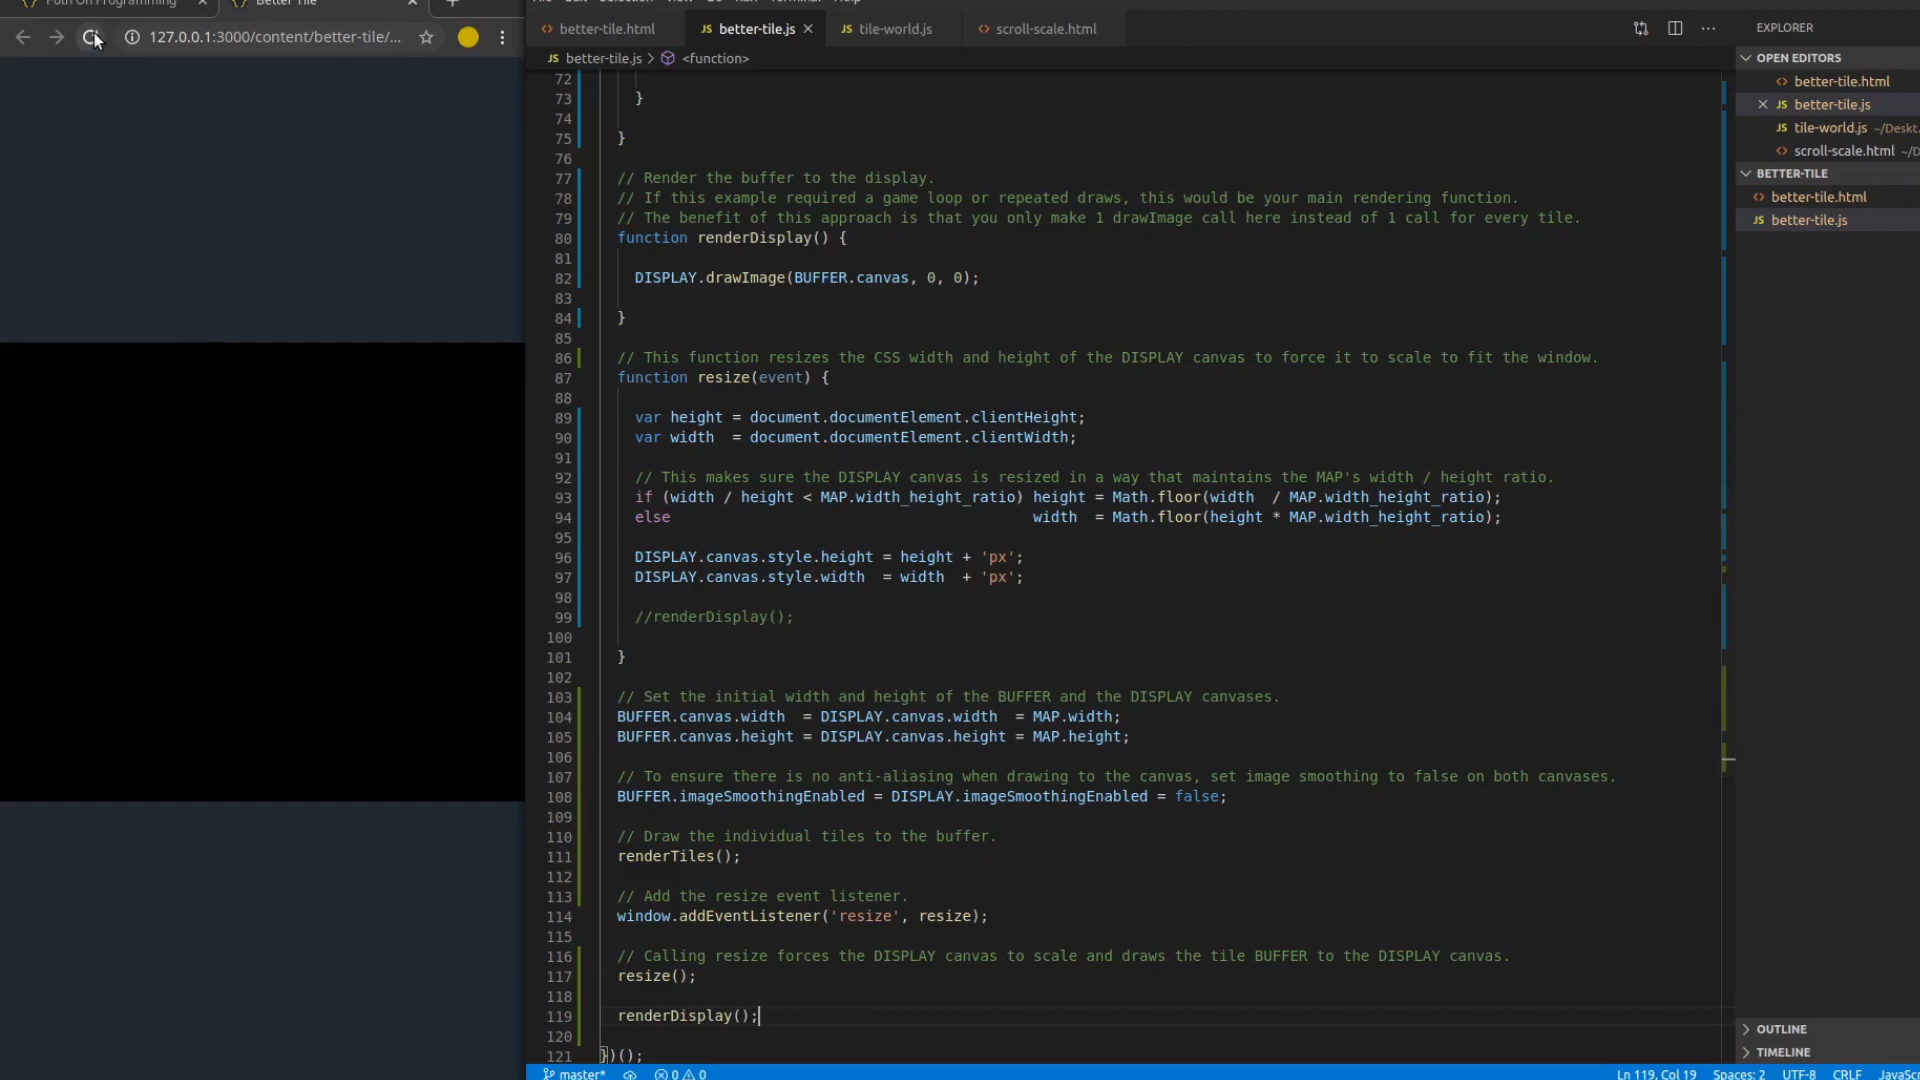 Poth On Programming
Better Tile
127.0.0.1:3000/content/better-tile/...
better-tile.html
JS better-tile.js
JS tile-world.js
scroll-scale.html
JS better-tile.js > <function>
72
73 }
74
75 }
76
77 // Render the buffer to the display.
78 // If this example required a game loop or repeated draws, this would be your main rendering function.
79 // The benefit of this approach is that you only make 1 drawImage call here instead of 1 call for every tile.
80 function renderDisplay() {
81
82 DISPLAY.drawImage(BUFFER.canvas, 0, 0);
83
84 }
85
86 // This function resizes the CSS width and height of the DISPLAY canvas to force it to scale to fit the window.
87 function resize(event) {
88
89 var height = document.documentElement.clientHeight;
90 var width  = document.documentElement.clientWidth;
91
92 // This makes sure the DISPLAY canvas is resized in a way that maintains the MAP's width / height ratio.
93 if (width / height < MAP.width_height_ratio) height = Math.floor(width  / MAP.width_height_ratio);
94 else width  = Math.floor(height * MAP.width_height_ratio);
95
96 DISPLAY.canvas.style.height = height + 'px';
97 DISPLAY.canvas.style.width  = width  + 'px';
98
99 //renderDisplay();
100
101 }
102
103 // Set the initial width and height of the BUFFER and the DISPLAY canvases.
104 BUFFER.canvas.width  = DISPLAY.canvas.width  = MAP.width;
105 BUFFER.canvas.height = DISPLAY.canvas.height = MAP.height;
106
107 // To ensure there is no anti-aliasing when drawing to the canvas, set image smoothing to false on both canvases.
108 BUFFER.imageSmoothingEnabled = DISPLAY.imageSmoothingEnabled = false;
109
110 // Draw the individual tiles to the buffer.
111 renderTiles();
112
113 // Add the resize event listener.
114 window.addEventListener('resize', resize);
115
116 // Calling resize forces the DISPLAY canvas to scale and draws the tile BUFFER to the DISPLAY canvas.
117 resize();
118
119 renderDisplay();
120
121 })();
EXPLORER
OPEN EDITORS
better-tile.html
JS better-tile.js
JS tile-world.js ~/Deskt
scroll-scale.html ~/D
BETTER-TILE
better-tile.html
JS better-tile.js
OUTLINE
TIMELINE
master* 0 0
Ln 119, Col 19 Spaces: 2 UTF-8 CRLF JavaSc